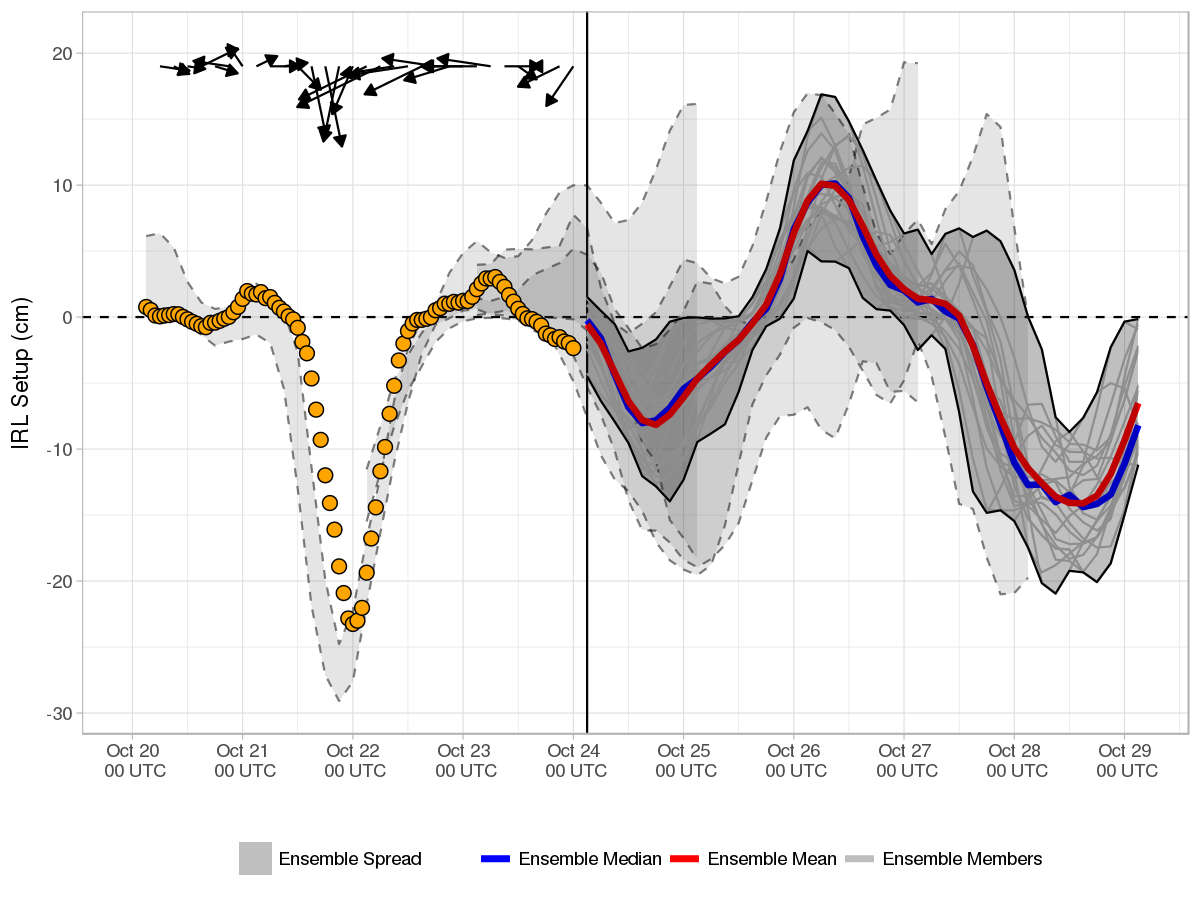 IRL Setup (cm)
20
10
0
-10
-20
-30
Oct 20 Oct 21 Oct 22 Oct 23 Oct 24 Oct 25 Oct 26 Oct 27 Oct 28 Oct 29
00 UTC 00 UTC 00 UTC 00 UTC 00 UTC 00 UTC 00 UTC 00 UTC 00 UTC 00 UTC
Ensemble Spread Ensemble Median Ensemble Mean Ensemble Members